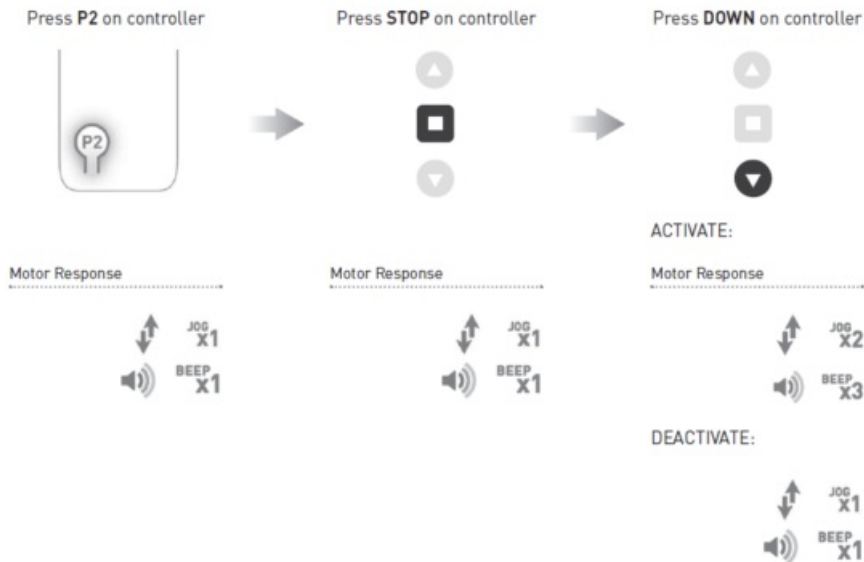 Press P2 on controller
Press STOP on controller
Press DOWN on controller
P2
ACTIVATE:
Motor Response
Motor Response
Motor Response
JOG
x1
JOG
x1
JOG
x2
BEEP
x1
BEEP
x1
BEEP
x3
DEACTIVATE:
JOG
x1
BEEP
x1